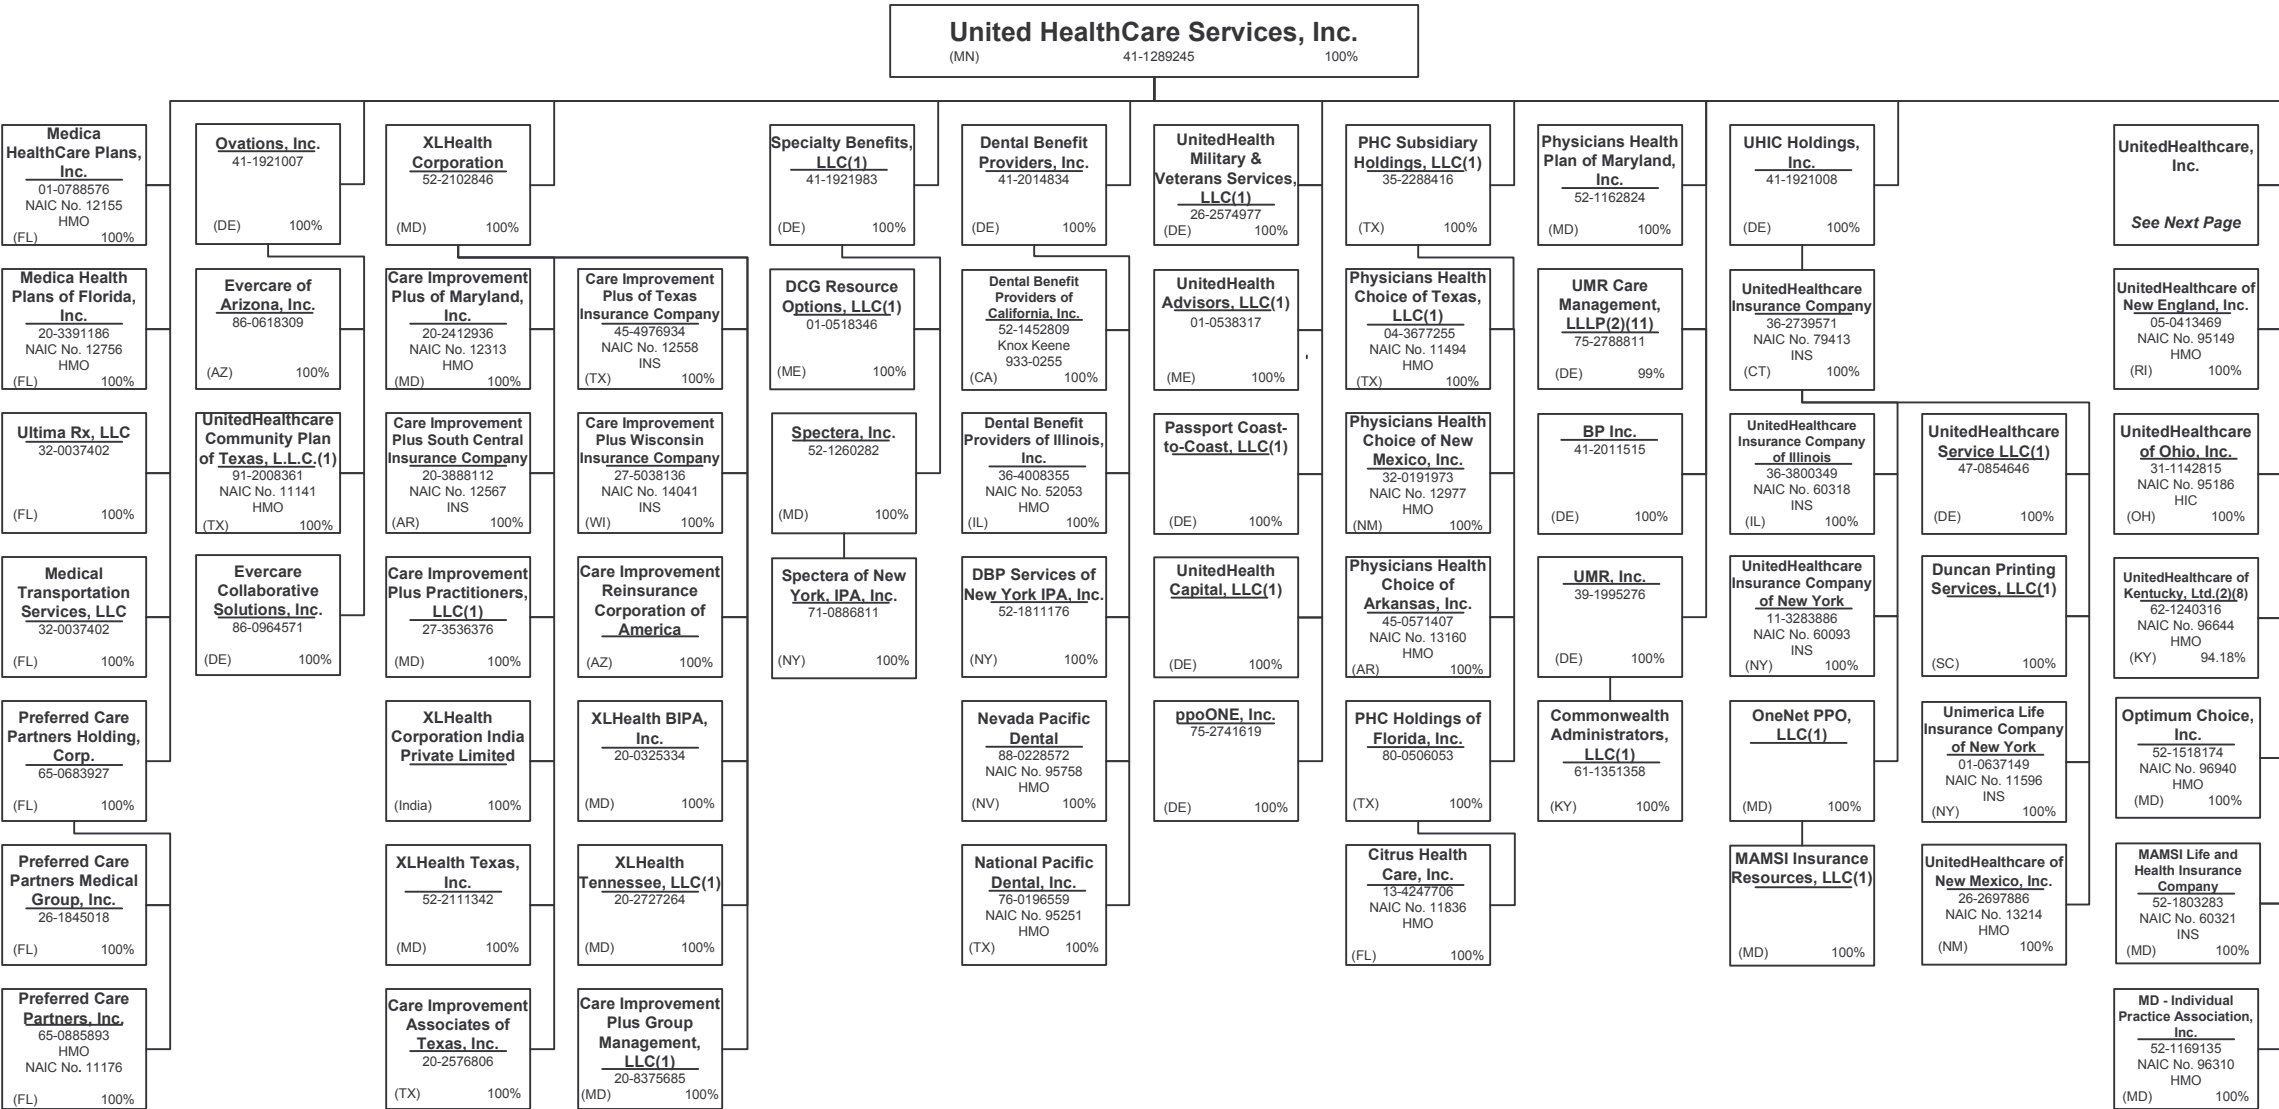 United HealthCare Services, Inc.
(MN) 41-1289245 100%
Medica
HealthCare Plans,
Inc.
01-0788576
NAIC No. 12155
HMO
(FL) 100%
Ovations, Inc.
41-1921007
(DE) 100%
XLHealth
Corporation
52-2102846
(MD) 100%
Specialty Benefits,
LLC(1)
41-1921983
(DE) 100%
Dental Benefit
Providers, Inc.
41-2014834
(DE) 100%
UnitedHealth
Military &
Veterans Services,
LLC(1)
26-2574977
(DE) 100%
PHC Subsidiary
Holdings, LLC(1)
35-2288416
(TX) 100%
Physicians Health
Plan of Maryland,
Inc.
52-1162824
(MD) 100%
UHIC Holdings,
Inc.
41-1921008
(DE) 100%
UnitedHealthcare,
Inc.
See Next Page
Medica Health
Plans of Florida,
Inc.
20-3391186
NAIC No. 12756
HMO
(FL) 100%
Evercare of
Arizona, Inc.
86-0618309
(AZ) 100%
Care Improvement
Plus of Maryland,
Inc.
20-2412936
NAIC No. 12313
HMO
(MD) 100%
Care Improvement
Plus of Texas
Insurance Company
45-4976934
NAIC No. 12558
INS
(TX) 100%
DCG Resource
Options, LLC(1)
01-0518346
(ME) 100%
Dental Benefit
Providers of
California, Inc.
52-1452809
Knox Keene
933-0255
(CA) 100%
UnitedHealth
Advisors, LLC(1)
01-0538317
(ME) 100%
Physicians Health
Choice of Texas,
LLC(1)
04-3677255
NAIC No. 11494
HMO
(TX) 100%
UMR Care
Management,
LLLP(2)(11)
75-2788811
(DE) 99%
UnitedHealthcare
Insurance Company
36-2739571
NAIC No. 79413
INS
(CT) 100%
UnitedHealthcare of
New England, Inc.
05-0413469
NAIC No. 95149
HMO
(RI) 100%
Ultima Rx, LLC
32-0037402
(FL) 100%
UnitedHealthcare
Community Plan
of Texas, L.L.C.(1)
91-2008361
NAIC No. 11141
HMO
(TX) 100%
Care Improvement
Plus South Central
Insurance Company
20-3888112
NAIC No. 12567
INS
(AR) 100%
Care Improvement
Plus Wisconsin
Insurance Company
27-5038136
NAIC No. 14041
INS
(WI) 100%
Spectera, Inc.
52-1260282
(MD) 100%
Dental Benefit
Providers of Illinois,
Inc.
36-4008355
NAIC No. 52053
HMO
(IL) 100%
Passport Coast-
to-Coast, LLC(1)
(DE) 100%
Physicians Health
Choice of New
Mexico, Inc.
32-0191973
NAIC No. 12977
HMO
(NM) 100%
BP Inc.
41-2011515
(DE) 100%
UnitedHealthcare
Insurance Company
of Illinois
36-3800349
NAIC No. 60318
INS
(IL) 100%
UnitedHealthcare
Service LLC(1)
47-0854646
(DE) 100%
UnitedHealthcare
of Ohio, Inc.
31-1142815
NAIC No. 95186
HIC
(OH) 100%
Medical
Transportation
Services, LLC
32-0037402
(FL) 100%
Evercare
Collaborative
Solutions, Inc.
86-0964571
(DE) 100%
Care Improvement
Plus Practitioners,
LLC(1)
27-3536376
(MD) 100%
Care Improvement
Reinsurance
Corporation of
America
(AZ) 100%
Spectera of New
York, IPA, Inc.
71-0886811
(NY) 100%
DBP Services of
New York IPA, Inc.
52-1811176
(NY) 100%
UnitedHealth
Capital, LLC(1)
(DE) 100%
Physicians Health
Choice of
Arkansas, Inc.
45-0571407
NAIC No. 13160
HMO
(AR) 100%
UMR, Inc.
39-1995276
(DE) 100%
UnitedHealthcare
Insurance Company
of New York
11-3283886
NAIC No. 60093
INS
(NY) 100%
Duncan Printing
Services, LLC(1)
(SC) 100%
UnitedHealthcare of
Kentucky, Ltd.(2)(8)
62-1240316
NAIC No. 96644
HMO
(KY) 94.18%
Preferred Care
Partners Holding,
Corp.
65-0683927
(FL) 100%
XLHealth
Corporation India
Private Limited
(India) 100%
XLHealth BIPA,
Inc.
20-0325334
(MD) 100%
Nevada Pacific
Dental
88-0228572
NAIC No. 95758
HMO
(NV) 100%
ppoONE, Inc.
75-2741619
(DE) 100%
PHC Holdings of
Florida, Inc.
80-0506053
(TX) 100%
Commonwealth
Administrators,
LLC(1)
61-1351358
(KY) 100%
OneNet PPO,
LLC(1)
(MD) 100%
Unimerica Life
Insurance Company
of New York
01-0637149
NAIC No. 11596
INS
(NY) 100%
Optimum Choice,
Inc.
52-1518174
NAIC No. 96940
HMO
(MD) 100%
Preferred Care
Partners Medical
Group, Inc.
26-1845018
(FL) 100%
XLHealth Texas,
Inc.
52-2111342
(MD) 100%
XLHealth
Tennessee, LLC(1)
20-2727264
(MD) 100%
National Pacific
Dental, Inc.
76-0196559
NAIC No. 95251
HMO
(TX) 100%
Citrus Health
Care, Inc.
13-4247706
NAIC No. 11836
HMO
(FL) 100%
MAMSI Insurance
Resources, LLC(1)
(MD) 100%
UnitedHealthcare of
New Mexico, Inc.
26-2697886
NAIC No. 13214
HMO
(NM) 100%
MAMSI Life and
Health Insurance
Company
52-1803283
NAIC No. 60321
INS
(MD) 100%
Preferred Care
Partners, Inc.
65-0885893
HMO
NAIC No. 11176
(FL) 100%
Care Improvement
Associates of
Texas, Inc.
20-2576806
(TX) 100%
Care Improvement
Plus Group
Management,
LLC(1)
20-8375685
(MD) 100%
MD - Individual
Practice Association,
Inc.
52-1169135
NAIC No. 96310
HMO
(MD) 100%